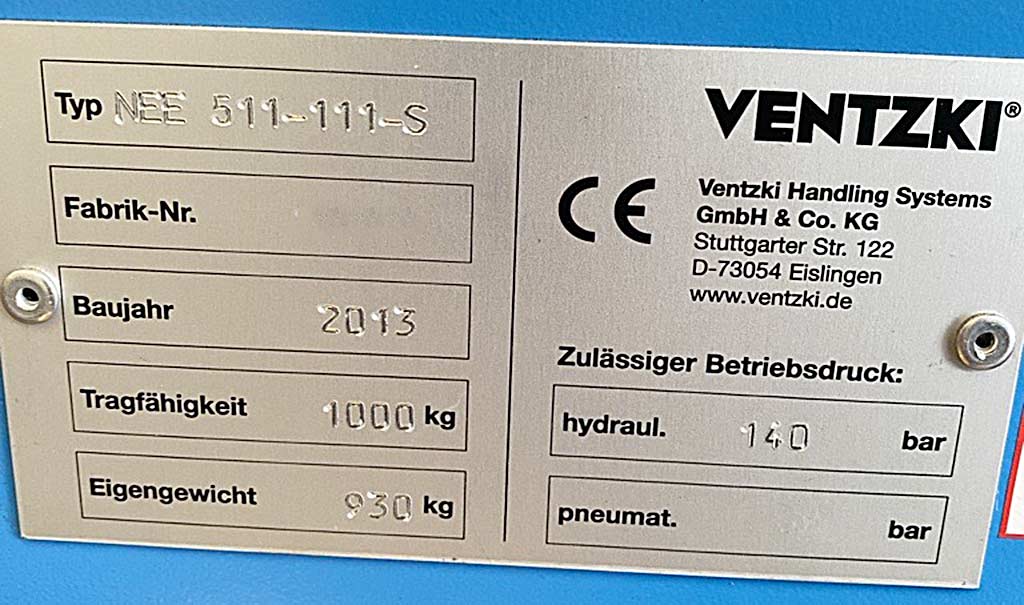 Typ NEE 511-111-S
Fabrik-Nr.
Baujahr 2013
Tragfähigkeit 1000 kg
Eigengewicht 930 kg
VENTZKI®
CE
Ventzki Handling Systems
GmbH & Co. KG
Stuttgarter Str. 122
D-73054 Eislingen
www.ventzki.de
Zulässiger Betriebsdruck:
hydraul. 140 bar
pneumat. bar